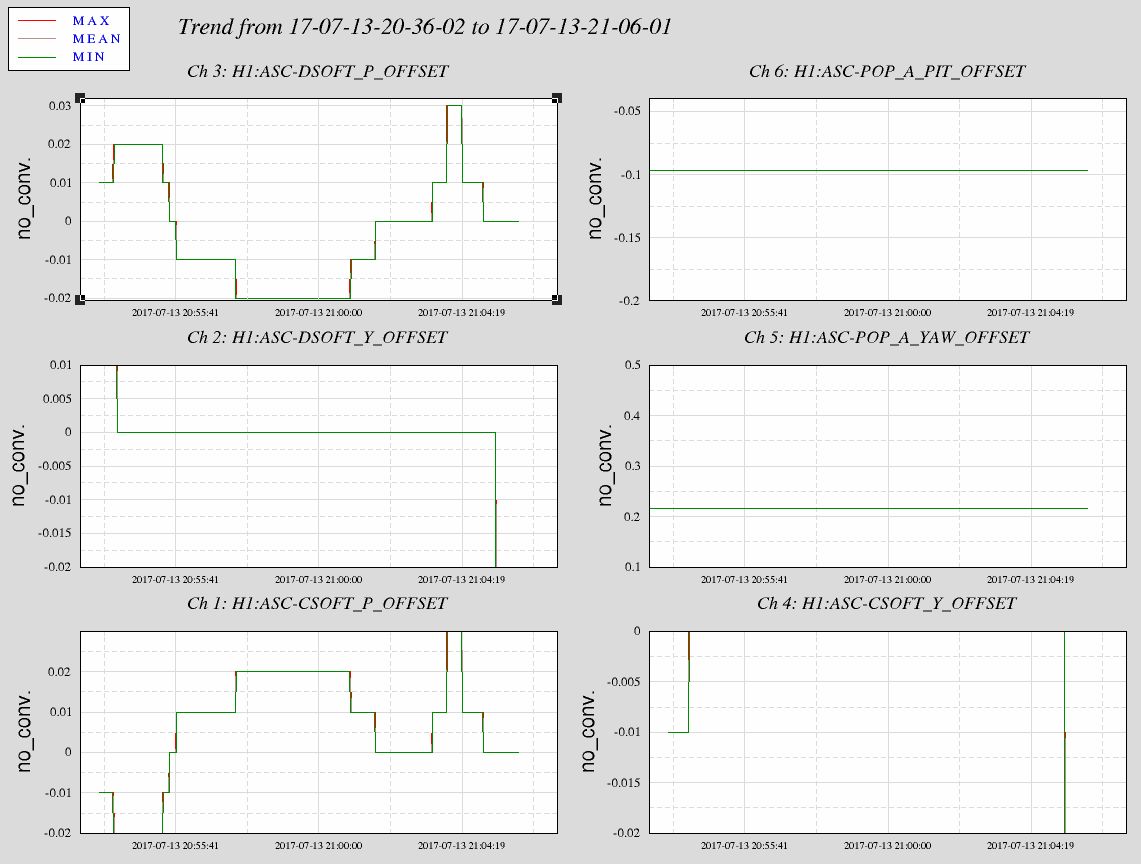 MAX
MEAN
MIN
Trend from 17-07-13-20-36-02 to 17-07-13-21-06-01
Ch 3: H1:ASC-DSOFT_P_OFFSET
no_conv.
0.03
0.02
0.01
0
-0.01
-0.02
2017-07-13 20:55:41 2017-07-13 21:00:00 2017-07-13 21:04:19
Ch 6: H1:ASC-POP_A_PIT_OFFSET
no_conv.
-0.05
-0.1
-0.15
-0.2
2017-07-13 20:55:41 2017-07-13 21:00:00 2017-07-13 21:04:19
Ch 2: H1:ASC-DSOFT_Y_OFFSET
no_conv.
0.01
0.005
0
-0.005
-0.01
-0.015
-0.02
2017-07-13 20:55:41 2017-07-13 21:00:00 2017-07-13 21:04:19
Ch 5: H1:ASC-POP_A_YAW_OFFSET
no_conv.
0.5
0.4
0.3
0.2
0.1
2017-07-13 20:55:41 2017-07-13 21:00:00 2017-07-13 21:04:19
Ch 1: H1:ASC-CSOFT_P_OFFSET
no_conv.
0.02
0.01
0
-0.01
-0.02
2017-07-13 20:55:41 2017-07-13 21:00:00 2017-07-13 21:04:19
Ch 4: H1:ASC-CSOFT_Y_OFFSET
no_conv.
0
-0.005
-0.01
-0.015
-0.02
2017-07-13 20:55:41 2017-07-13 21:00:00 2017-07-13 21:04:19